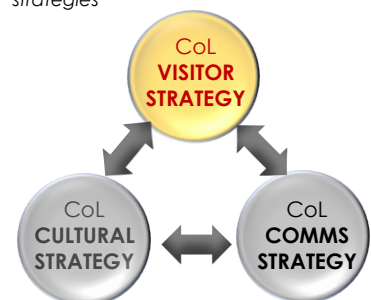 strategies
CoL
VISITOR
STRATEGY
CoL
CULTURAL
STRATEGY
CoL
COMMS
STRATEGY